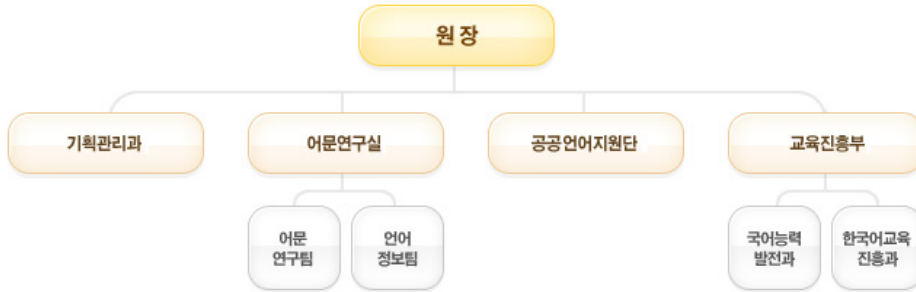 원장
기획관리과
어문연구실
공공언어지원단
교육진흥부
어문
연구팀
언어
정보팀
국어능력
발전과
한국어교육
진흥과